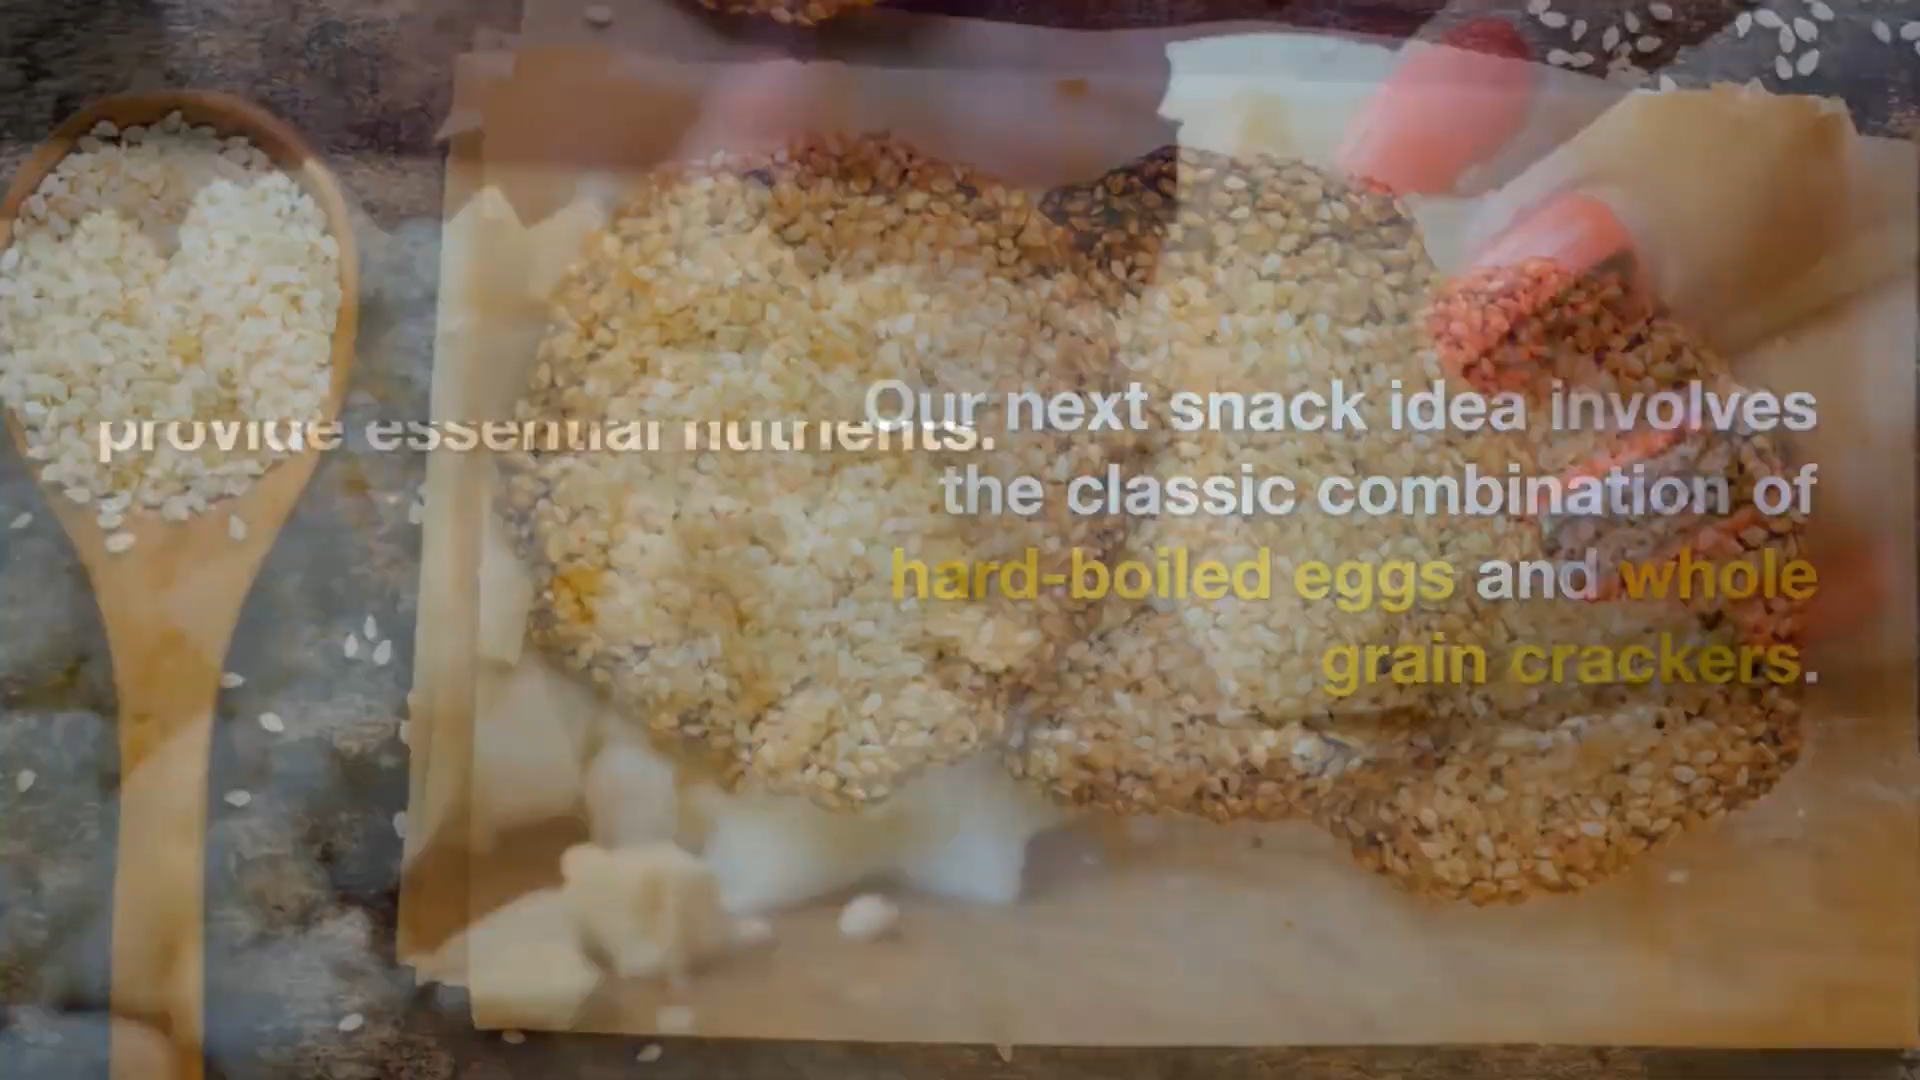 provide essential nutrients.
Our next snack idea involves
the classic combination of
hard-boiled eggs and whole
grain crackers.